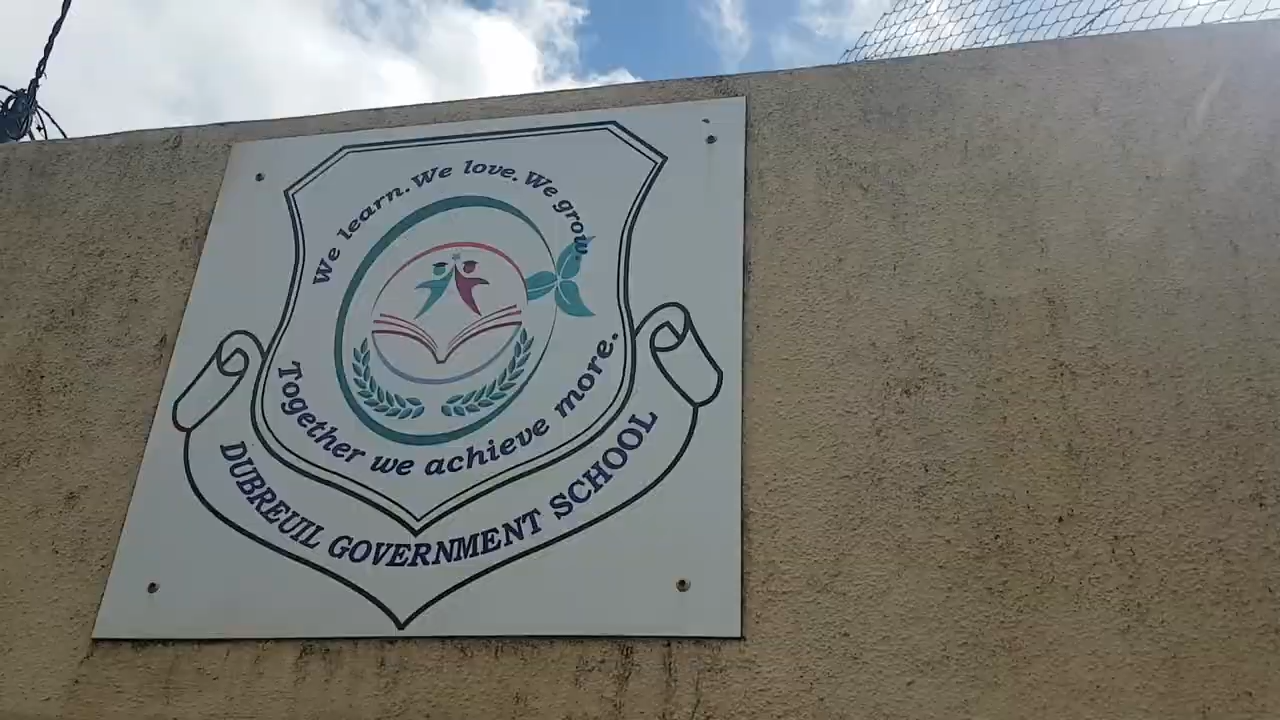 We learn. We love. We grow
Together we achieve more.
DUBREUIL GOVERNMENT SCHOOL